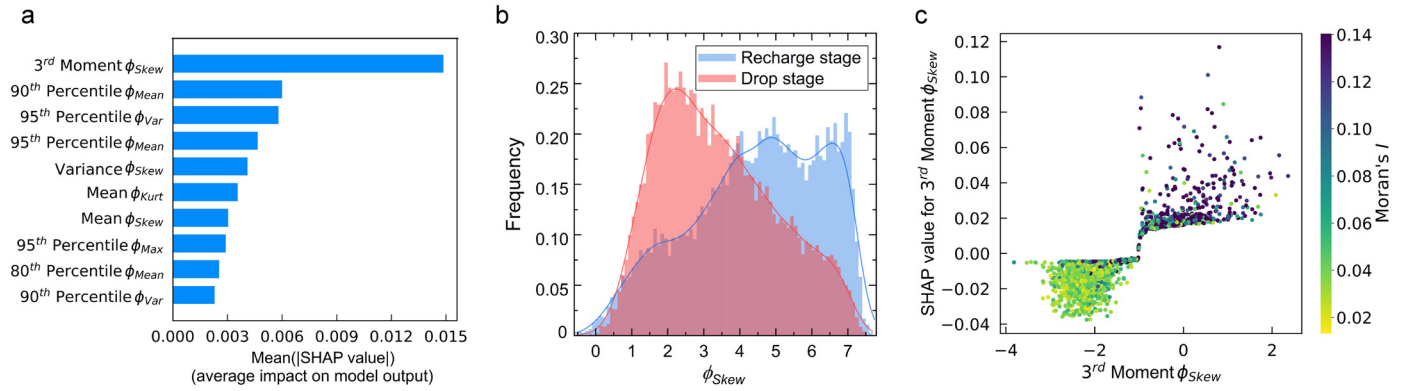 a
3rd Moment ϕSkew
90th Percentile ϕMean
95th Percentile ϕVar
95th Percentile ϕMean
Variance ϕSkew
Mean ϕKurt
Mean ϕSkew
95th Percentile ϕMax
80th Percentile ϕMean
90th Percentile ϕVar
0.000 0.003 0.006 0.009 0.012 0.015
Mean(|SHAP value|)
(average impact on model output)
b
Frequency
0.30
0.25
0.20
0.15
0.10
0.05
0
Recharge stage
Drop stage
0 1 2 3 4 5 6 7
ϕSkew
c
SHAP value for 3rd Moment ϕSkew
0.12
0.10
0.08
0.06
0.04
0.02
0.00
−0.02
−0.04
−4 −2 0 2
3rd Moment ϕSkew
0.14
0.12
0.10
0.08
0.06
0.04
0.02
Moran's I